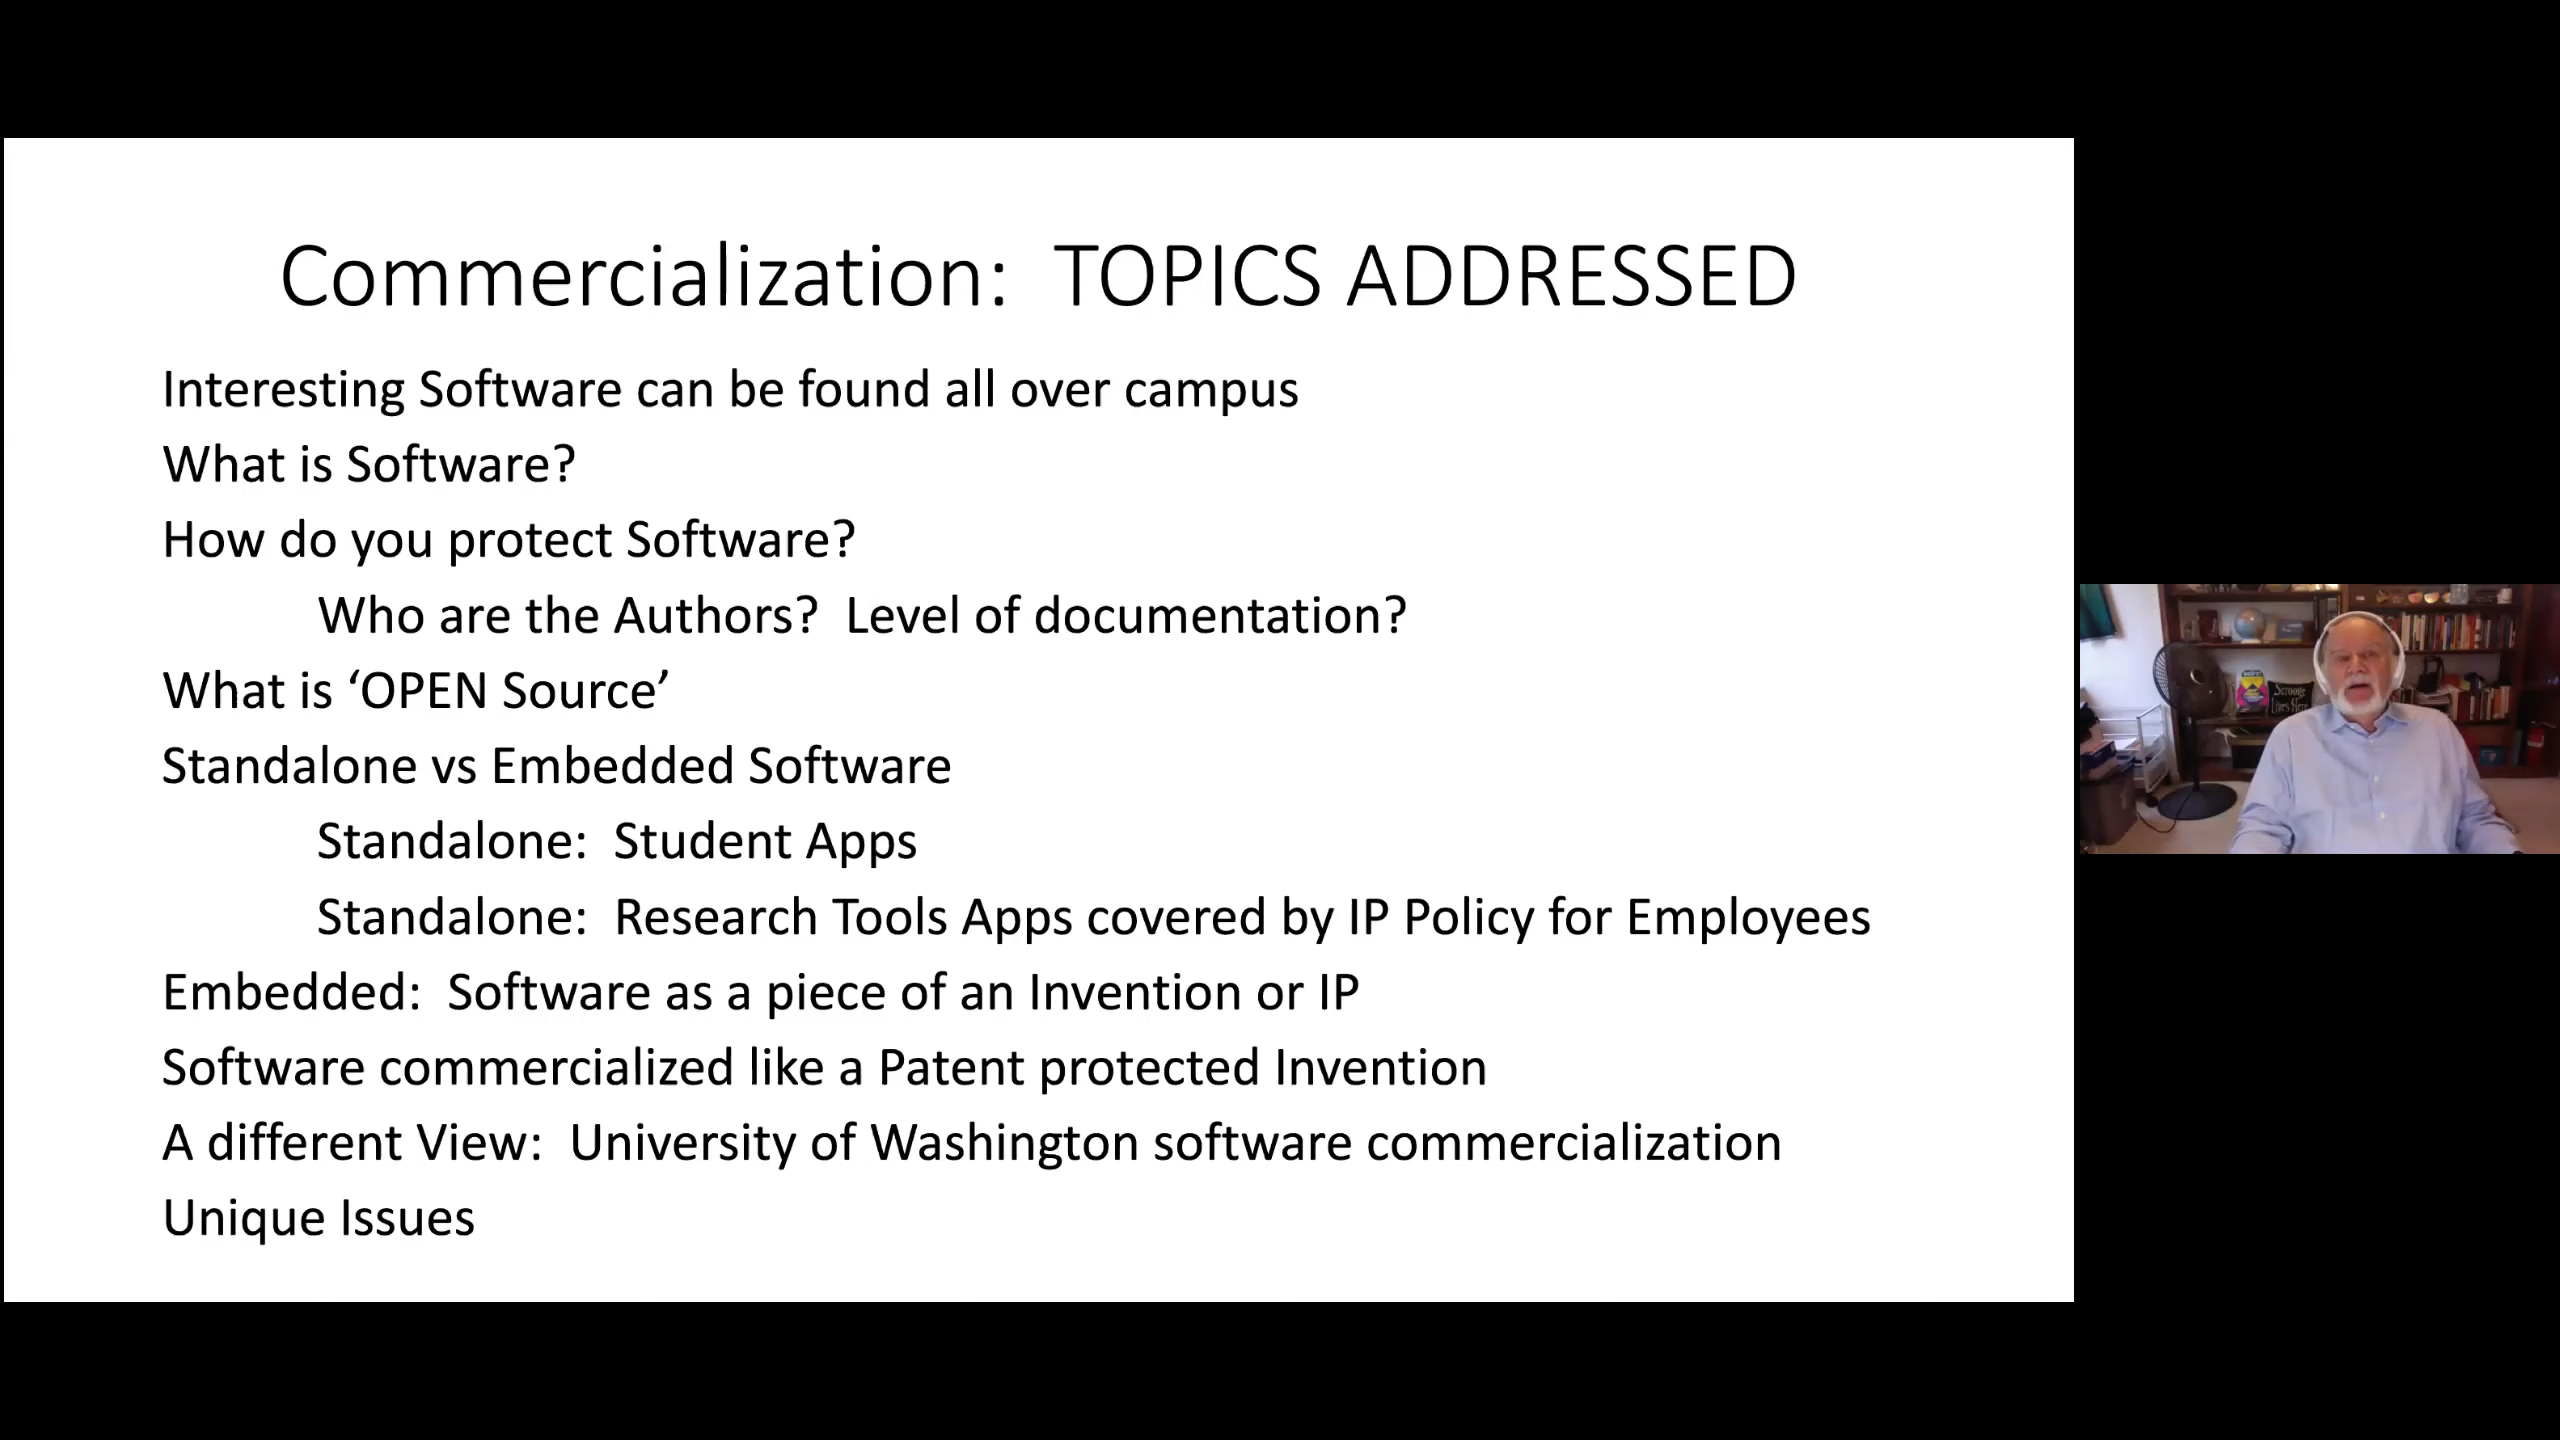 Commercialization:  TOPICS ADDRESSED
Interesting Software can be found all over campus
What is Software?
How do you protect Software?
Who are the Authors?  Level of documentation?
What is ‘OPEN Source’
Standalone vs Embedded Software
Standalone:  Student Apps
Standalone:  Research Tools Apps covered by IP Policy for Employees
Embedded:  Software as a piece of an Invention or IP
Software commercialized like a Patent protected Invention
A different View:  University of Washington software commercialization
Unique Issues
Scrooge
Lives Here